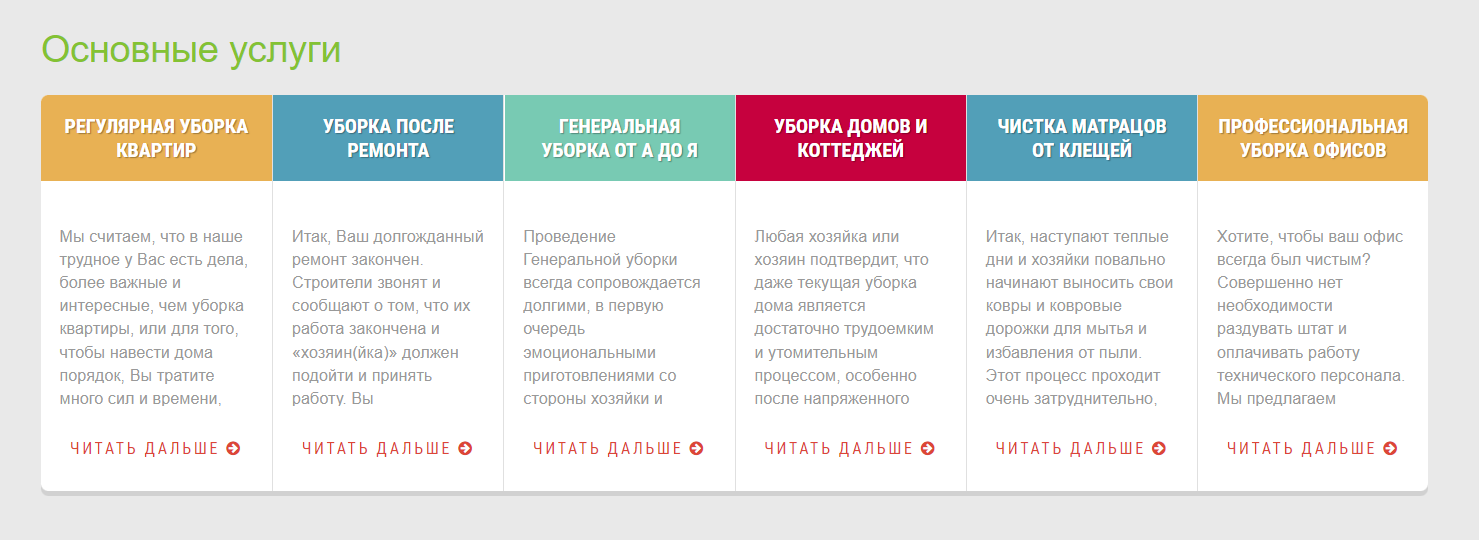 Основные услуги
РЕГУЛЯРНАЯ УБОРКА
КВАРТИР
Мы считаем, что в наше
трудное у Вас есть дела,
более важные и
интересные, чем уборка
квартиры, или для того,
чтобы навести дома
порядок, Вы тратите
много сил и времени,
ЧИТАТЬ ДАЛЬШЕ
УБОРКА ПОСЛЕ
РЕМОНТА
Итак, Ваш долгожданный
ремонт закончен.
Строители звонят и
сообщают о том, что их
работа закончена и
«хозяин(йка)» должен
подойти и принять
работу. Вы
ЧИТАТЬ ДАЛЬШЕ
ГЕНЕРАЛЬНАЯ
УБОРКА ОТ А ДО Я
Проведение
Генеральной уборки
всегда сопровождается
долгими, в первую
очередь
эмоциональными
приготовлениями со
стороны хозяйки и
ЧИТАТЬ ДАЛЬШЕ
УБОРКА ДОМОВ И
КОТТЕДЖЕЙ
Любая хозяйка или
хозяин подтвердит, что
даже текущая уборка
дома является
достаточно трудоемким
и утомительным
процессом, особенно
после напряженного
ЧИТАТЬ ДАЛЬШЕ
ЧИСТКА МАТРАЦОВ
ОТ КЛЕЩЕЙ
Итак, наступают теплые
дни и хозяйки повально
начинают выносить свои
ковры и ковровые
дорожки для мытья и
избавления от пыли.
Этот процесс проходит
очень затруднительно,
ЧИТАТЬ ДАЛЬШЕ
ПРОФЕССИОНАЛЬНАЯ
УБОРКА ОФИСОВ
Хотите, чтобы ваш офис
всегда был чистым?
Совершенно нет
необходимости
раздувать штат и
оплачивать работу
технического персонала.
Мы предлагаем
ЧИТАТЬ ДАЛЬШЕ